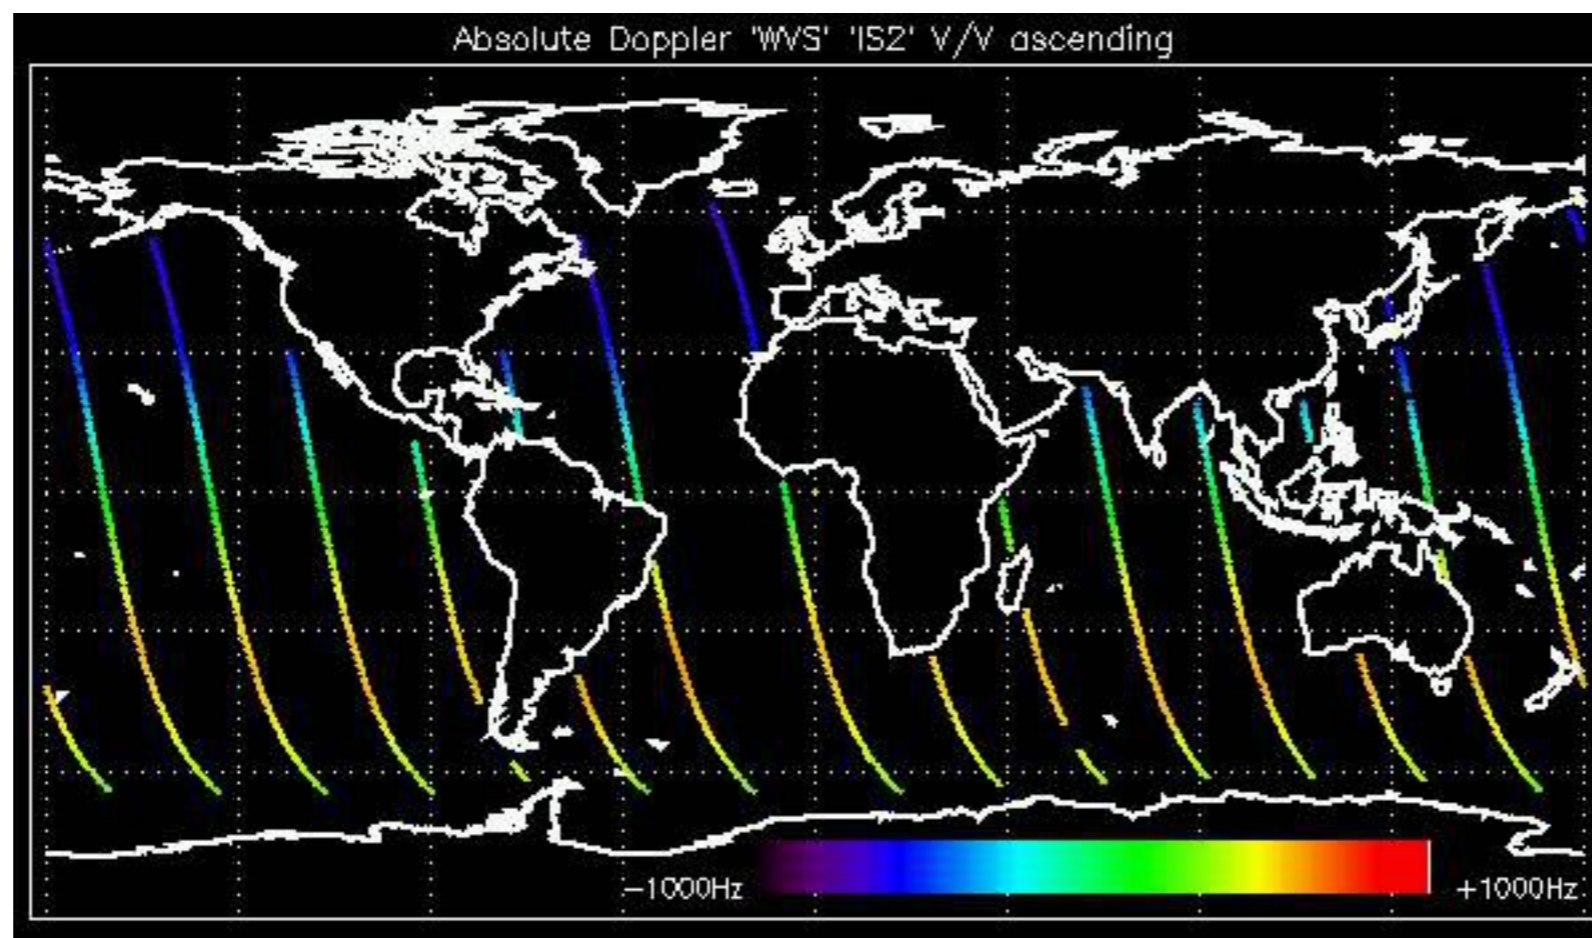 Absolute Doppler 'WVS' 'IS2' V/V ascending
-1000Hz +1000Hz